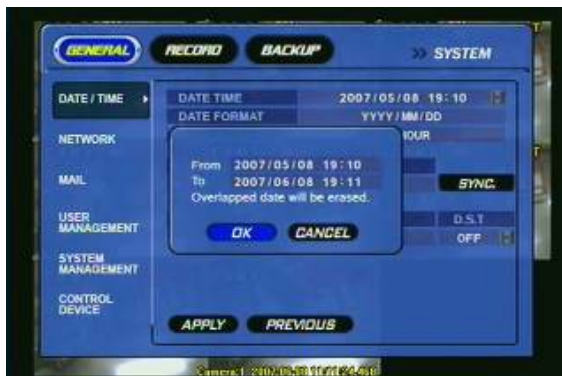 GENERAL RECORD BACKUP >> SYSTEM
DATE / TIME
NETWORK
MAIL
USER MANAGEMENT
SYSTEM MANAGEMENT
CONTROL DEVICE
DATE TIME 2007/05/08 19:10
DATE FORMAT YYYY / MM / DD
HOUR
From 2007/05/08 19:10
To 2007/06/08 19:11
Overlapped date will be erased.
OK CANCEL
SYNC.
D.S.T
OFF
APPLY PREVIOUS